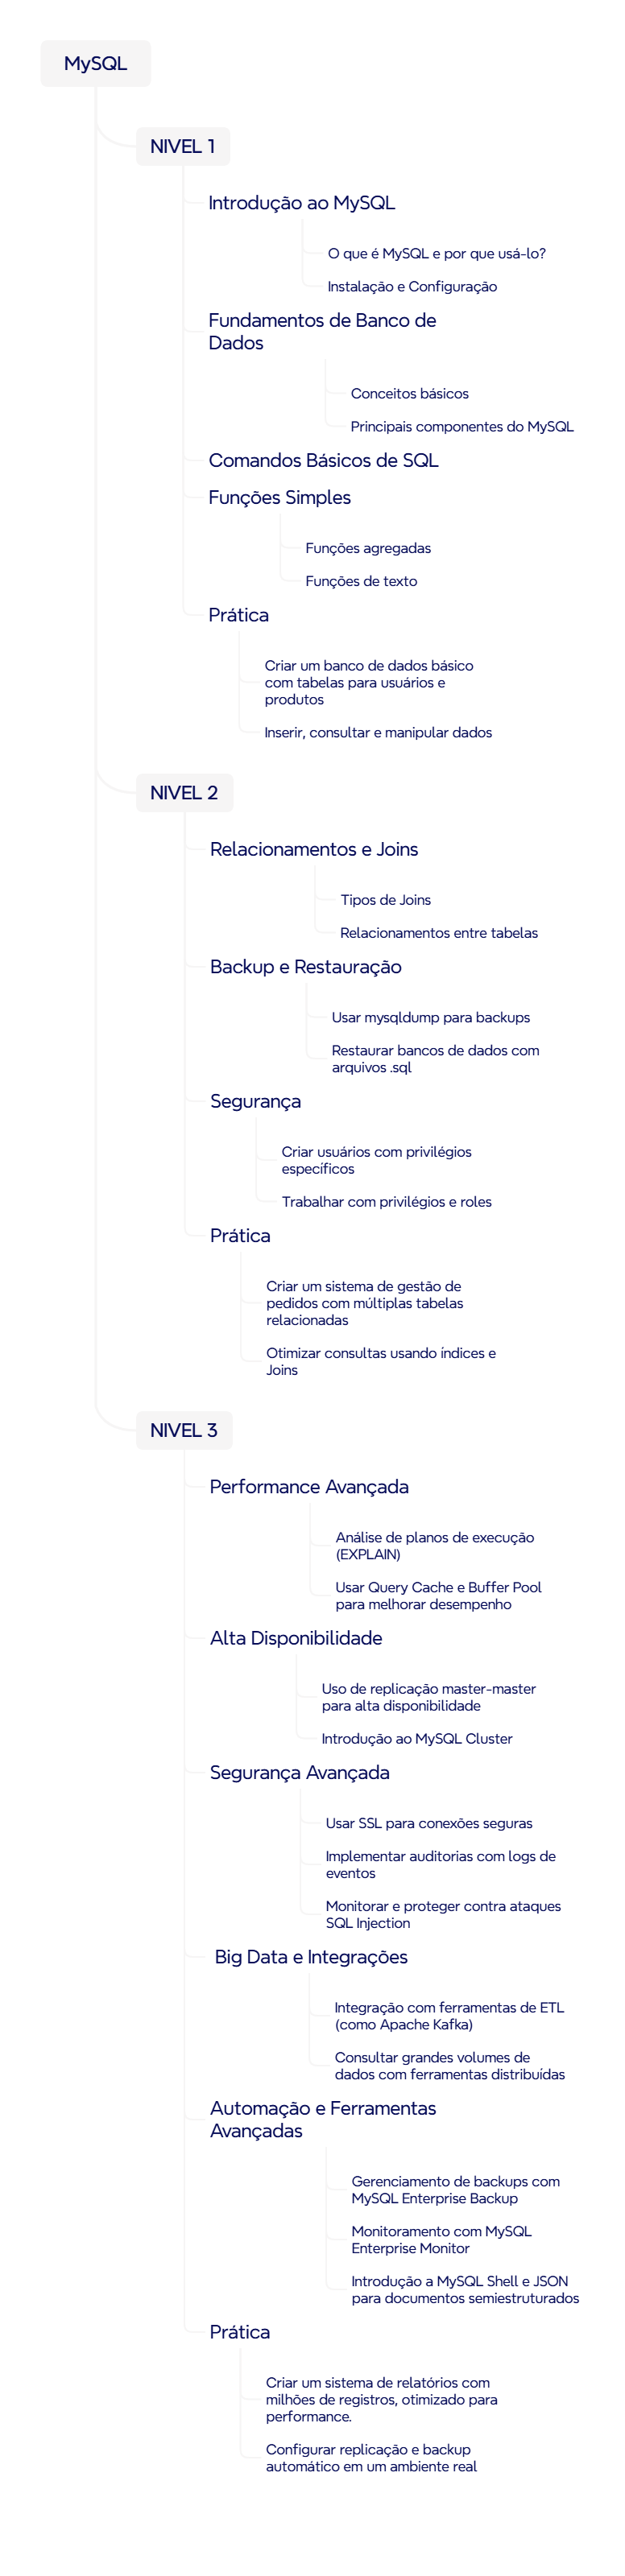 MySQL
NIVEL 1
Introdução ao MySQL
O que é MySQL e por que usá-lo?
Instalação e Configuração
Fundamentos de Banco de
Dados
Conceitos básicos
Principais componentes do MySQL
Comandos Básicos de SQL
Funções Simples
Funções agregadas
Funções de texto
Prática
Criar um banco de dados básico
com tabelas para usuários e
produtos
Inserir, consultar e manipular dados
NIVEL 2
Relacionamentos e Joins
Tipos de Joins
Relacionamentos entre tabelas
Backup e Restauração
Usar mysqldump para backups
Restaurar bancos de dados com
arquivos .sql
Segurança
Criar usuários com privilégios
específicos
Trabalhar com privilégios e roles
Prática
Criar um sistema de gestão de
pedidos com múltiplas tabelas
relacionadas
Otimizar consultas usando índices e
Joins
NIVEL 3
Performance Avançada
Análise de planos de execução
(EXPLAIN)
Usar Query Cache e Buffer Pool
para melhorar desempenho
Alta Disponibilidade
Uso de replicação master-master
para alta disponibilidade
Introdução ao MySQL Cluster
Segurança Avançada
Usar SSL para conexões seguras
Implementar auditorias com logs de
eventos
Monitorar e proteger contra ataques
SQL Injection
Big Data e Integrações
Integração com ferramentas de ETL
(como Apache Kafka)
Consultar grandes volumes de
dados com ferramentas distribuídas
Automação e Ferramentas
Avançadas
Gerenciamento de backups com
MySQL Enterprise Backup
Monitoramento com MySQL
Enterprise Monitor
Introdução a MySQL Shell e JSON
para documentos semiestruturados
Prática
Criar um sistema de relatórios com
milhões de registros, otimizado para
performance.
Configurar replicação e backup
automático em um ambiente real